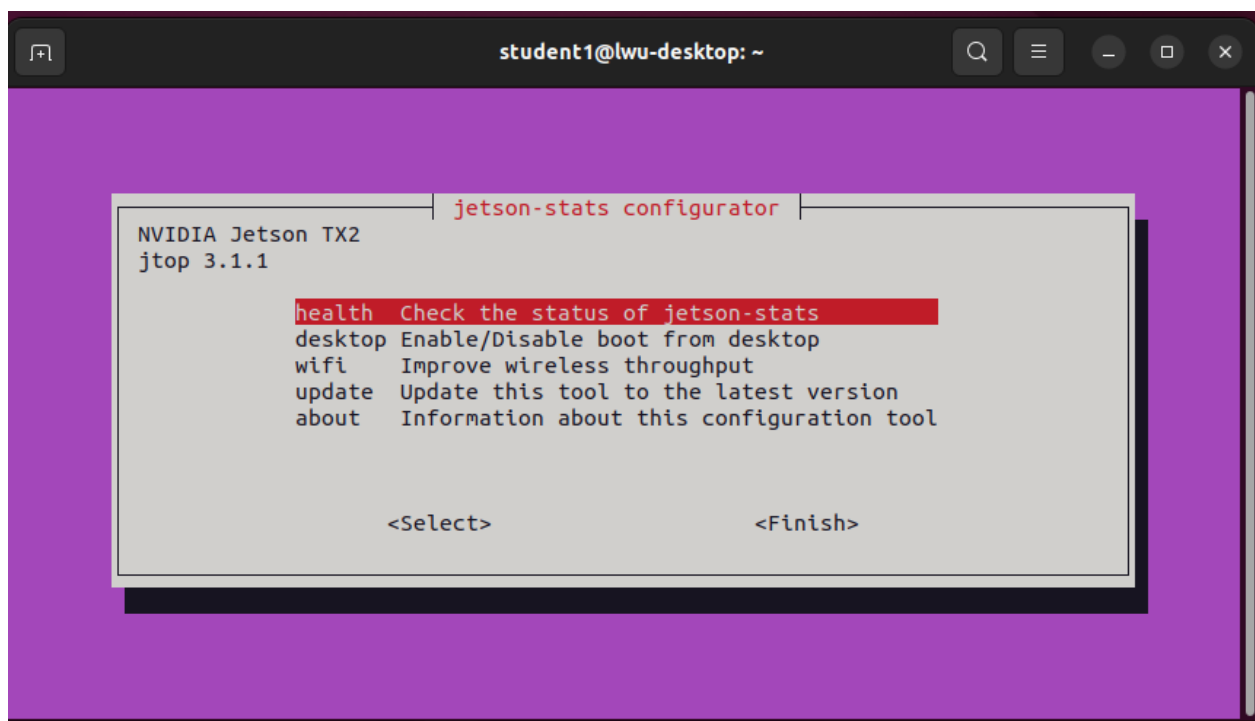 student1@lwu-desktop: ~
jetson-stats configurator
NVIDIA Jetson TX2
jtop 3.1.1
health Check the status of jetson-stats
desktop Enable/Disable boot from desktop
wifi Improve wireless throughput
update Update this tool to the latest version
about Information about this configuration tool
<Select> <Finish>